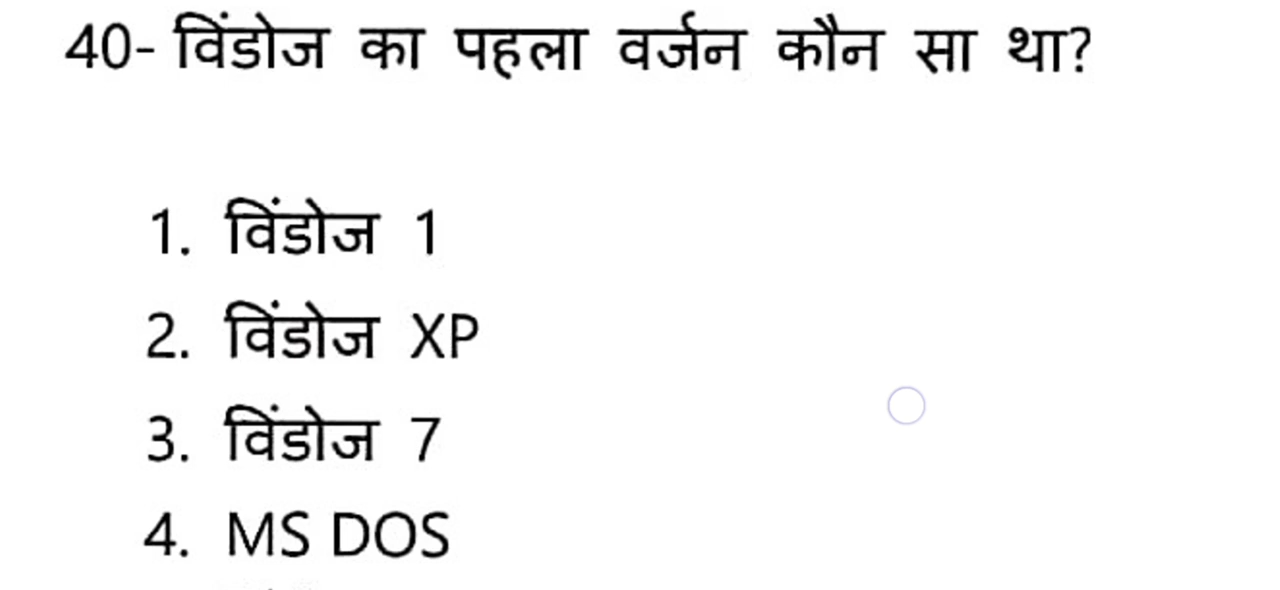 40- विंडोज का पहला वर्जन कौन सा था?
1. विंडोज 1
2. विंडोज XP
3. विंडोज 7
4. MS DOS